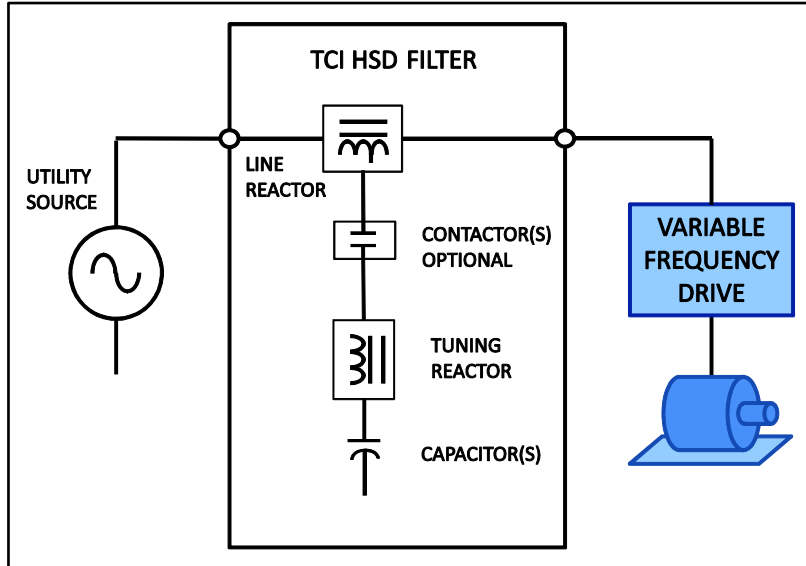 TCI HSD FILTER
UTILITY
SOURCE
LINE
REACTOR
CONTACTOR(S)
OPTIONAL
TUNING
REACTOR
CAPACITOR(S)
VARIABLE
FREQUENCY
DRIVE